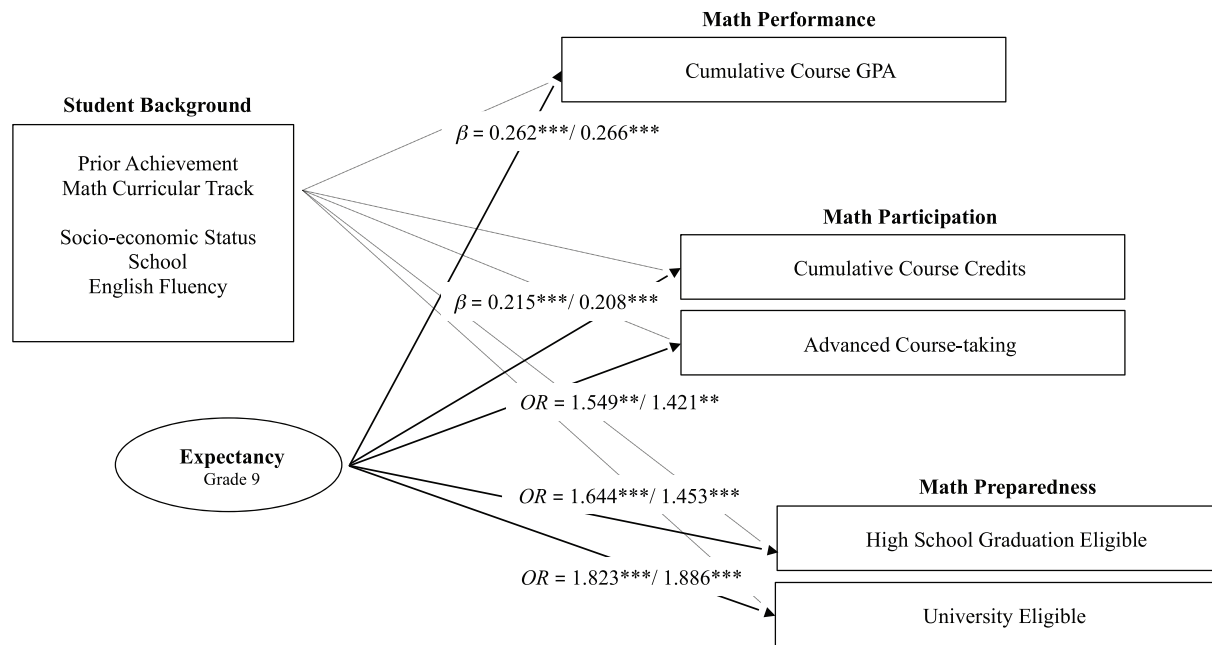 Math Performance
Cumulative Course GPA
Student Background
Prior Achievement
Math Curricular Track
Socio-economic Status
School
English Fluency
β = 0.262***/ 0.266***
Math Participation
Cumulative Course Credits
β = 0.215***/ 0.208***
Advanced Course-taking
OR = 1.549**/ 1.421**
Expectancy
Grade 9
OR = 1.644***/ 1.453***
Math Preparedness
High School Graduation Eligible
OR = 1.823***/ 1.886***
University Eligible